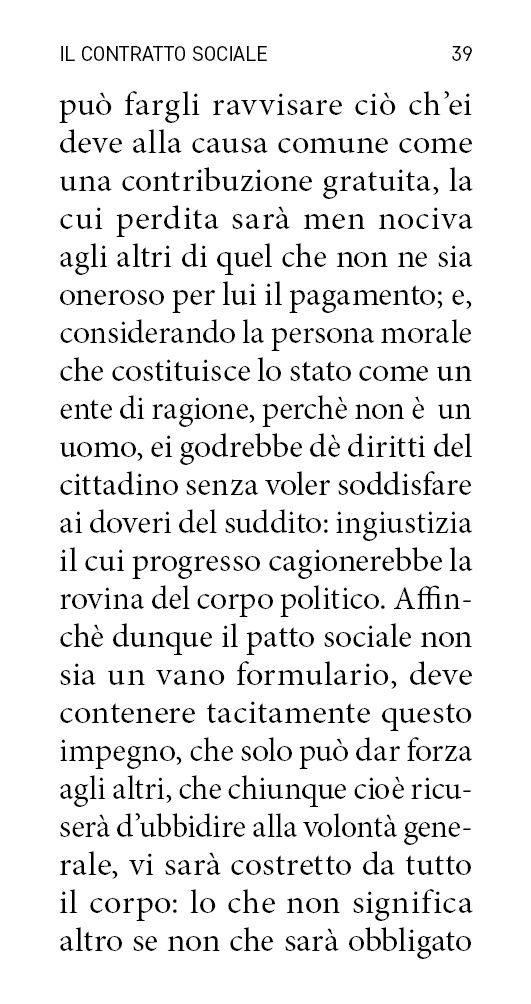 IL CONTRATTO SOCIALE 39
può fargli ravvisare ciò ch’ei
deve alla causa comune come
una contribuzione gratuita, la
cui perdita sarà men nociva
agli altri di quel che non ne sia
oneroso per lui il pagamento; e,
considerando la persona morale
che costituisce lo stato come un
ente di ragione, perchè non è un
uomo, ei godrebbe dè diritti del
cittadino senza voler soddisfare
ai doveri del suddito: ingiustizia
il cui progresso cagionerebbe la
rovina del corpo politico. Affin-
chè dunque il patto sociale non
sia un vano formulario, deve
contenere tacitamente questo
impegno, che solo può dar forza
agli altri, che chiunque cioè ricu-
serà d’ubbidire alla volontà gene-
rale, vi sarà costretto da tutto
il corpo: lo che non significa
altro se non che sarà obbligato